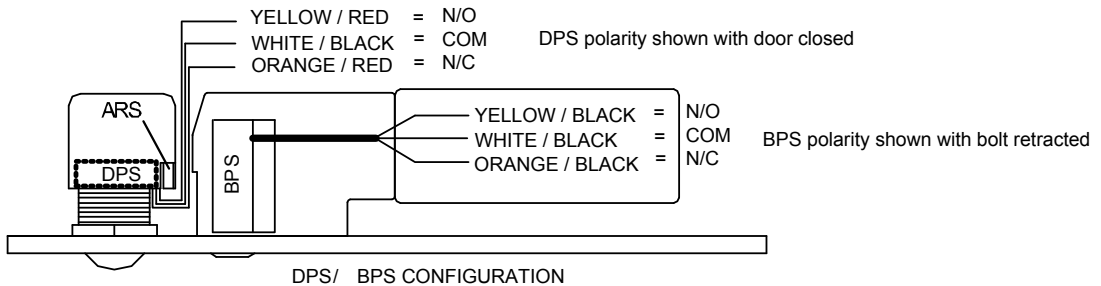 YELLOW / RED = N/O
WHITE / BLACK = COM DPS polarity shown with door closed
ORANGE / RED = N/C
ARS
DPS
BPS
YELLOW / BLACK = N/O
WHITE / BLACK = COM BPS polarity shown with bolt retracted
ORANGE / BLACK = N/C
DPS/ BPS CONFIGURATION